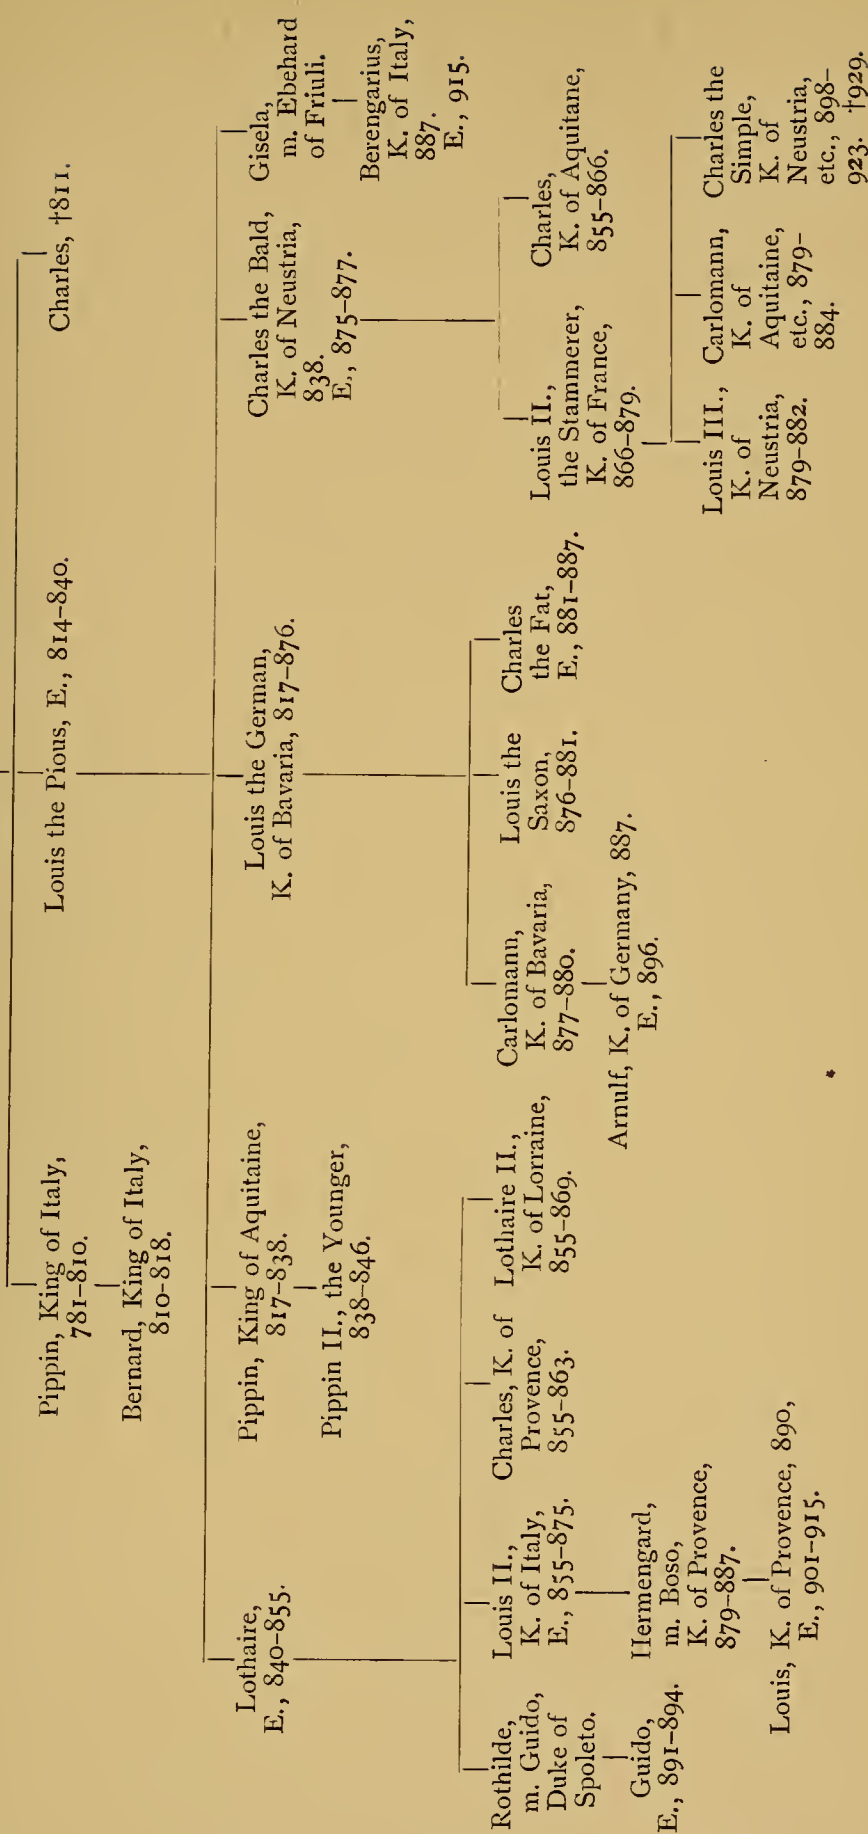 Pippin, King of Italy,
781–810.
Bernard, King of Italy,
810–818.
Louis the Pious, E., 814–840.
Charles, †811.
Lothaire,
E., 840–855.
Pippin, King of Aquitaine,
817–838.
Pippin II., the Younger,
838–846.
Louis the German,
K. of Bavaria, 817–876.
Charles the Bald,
K. of Neustria,
838.
E., 875–877.
Gisela,
m. Ebehard
of Friuli.
Berengarius,
K. of Italy,
887.
E., 915.
Rothilde,
m. Guido,
Duke of
Spoleto.
Guido,
E., 891–894.
Louis II.,
K. of Italy,
E., 855–875.
Hermengard,
m. Boso,
K. of Provence,
879–887.
Louis, K. of Provence, 890,
E., 901–915.
Charles, K. of
Provence,
855–863.
Lothaire II.,
K. of Lorraine,
855–869.
Carlomann,
K. of Bavaria,
877–880.
Arnulf, K. of Germany, 887.
E., 896.
Louis the
Saxon,
876–881.
Charles
the Fat,
E., 881–887.
Louis II.,
the Stammerer,
K. of France,
866–879.
Charles,
K. of Aquitane,
855–866.
Louis III.,
K. of
Neustria,
879–882.
Carlomann,
K. of
Aquitaine,
etc., 879–
884.
Charles the
Simple,
K. of
Neustria,
etc., 898–
923. †929.